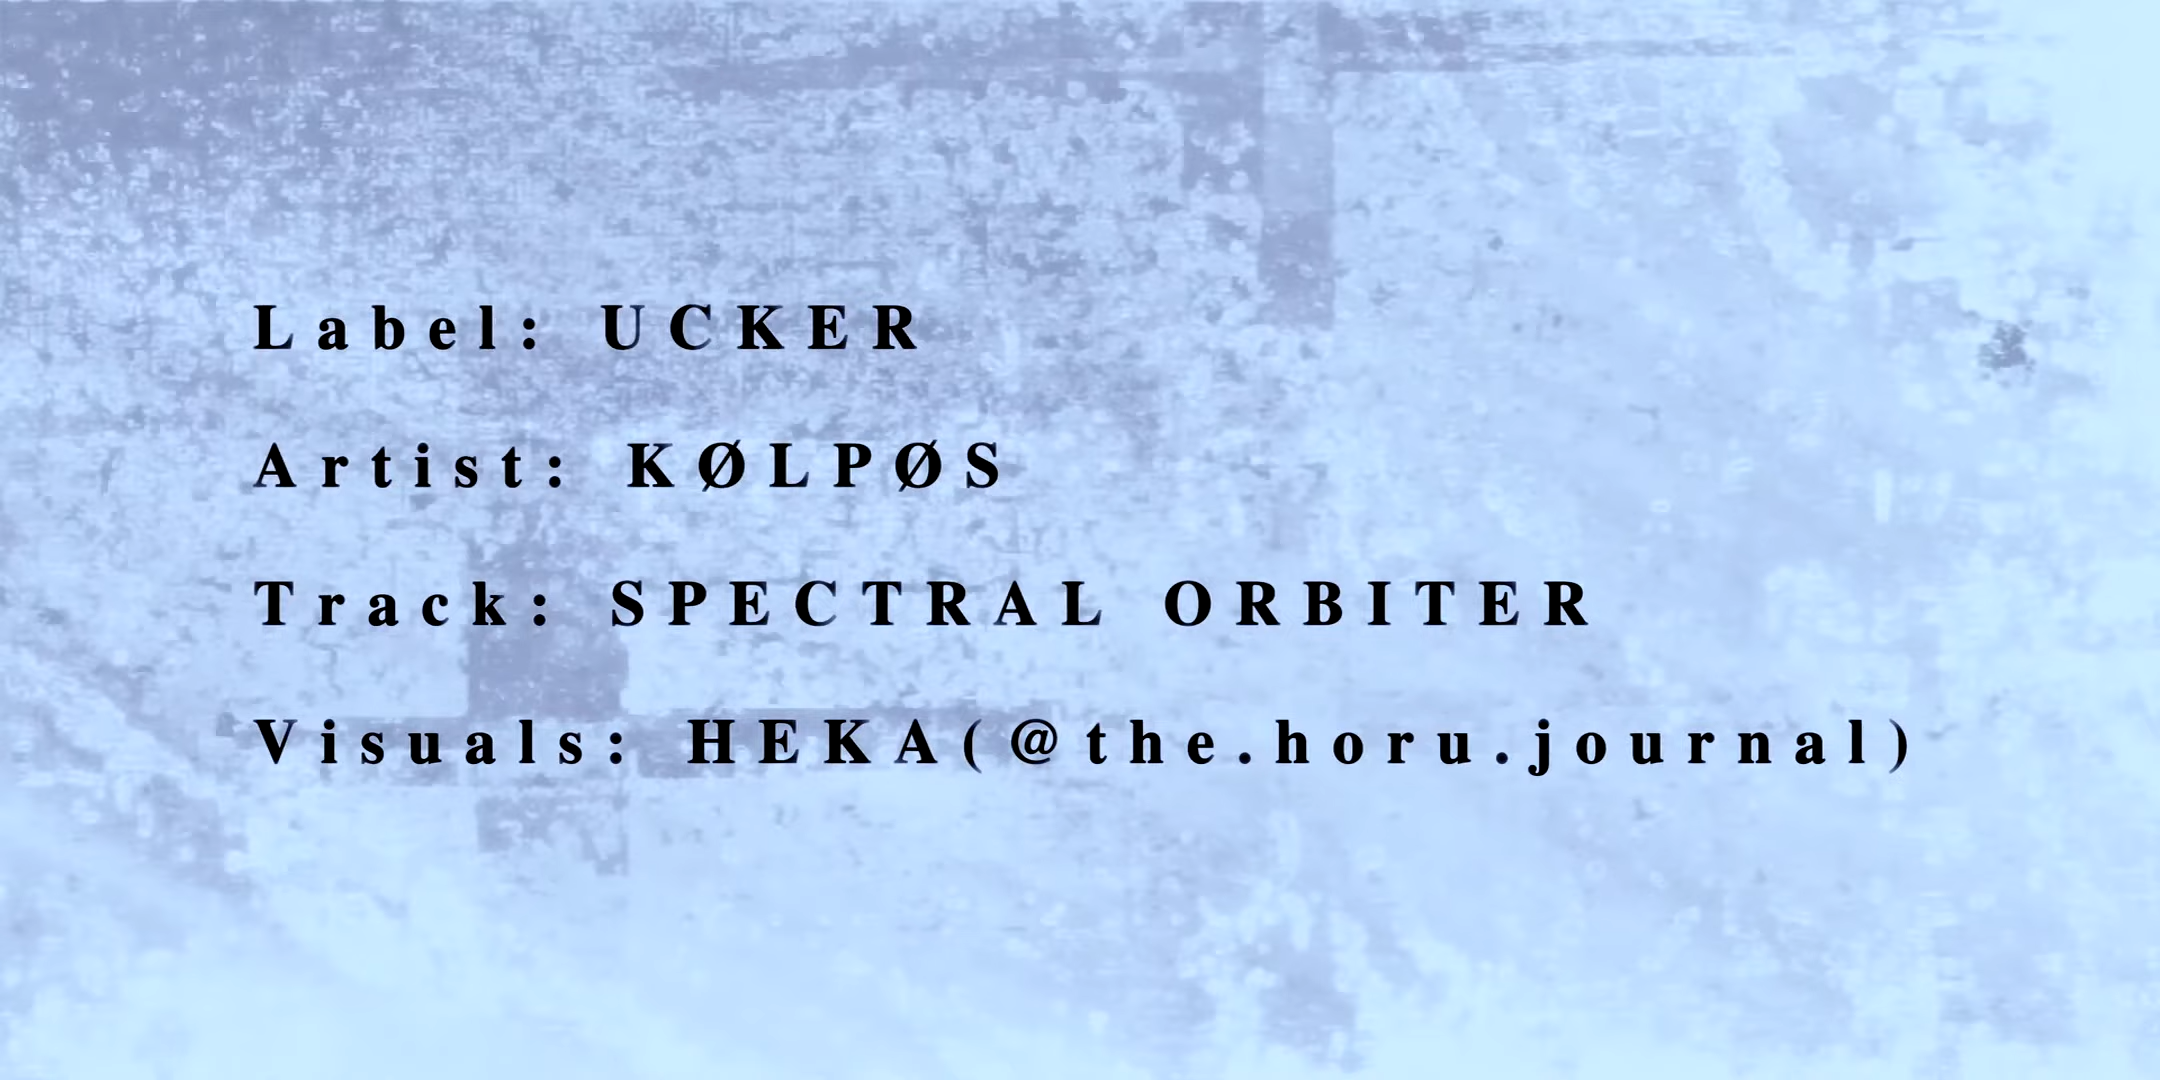 Label: UCKER
Artist: KØLPØS
Track: SPECTRAL ORBITER
Visuals: HEKA(@the.horu.journal)